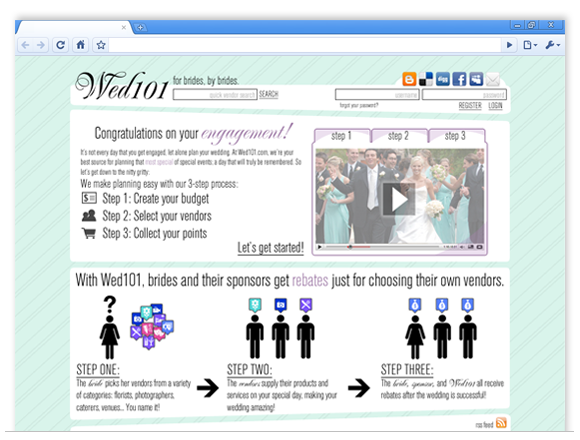 Wed101 for brides, by brides.
quick vendor search SEARCH
username password
forgot your password? REGISTER LOGIN
Congratulations on your engagement!
It's not every day that you get engaged, let alone plan your wedding. At Wed101.com, we're your
best source for planning that most special of special events; a day that will truly be remembered. So
let's get down to the nitty gritty:
We make planning easy with our 3-step process:
Step 1: Create your budget
Step 2: Select your vendors
Step 3: Collect your points
Let's get started!
step 1 step 2 step 3
With Wed101, brides and their sponsors get rebates just for choosing their own vendors.
STEP ONE:
The bride picks her vendors from a variety
of categories: florists, photographers,
caterers, venues... You name it!
STEP TWO:
The vendors supply their products and
services on your special day, making your
wedding amazing!
STEP THREE:
The bride, sponsor, and Wed101 all receive
rebates after the wedding is successful!
rss feed